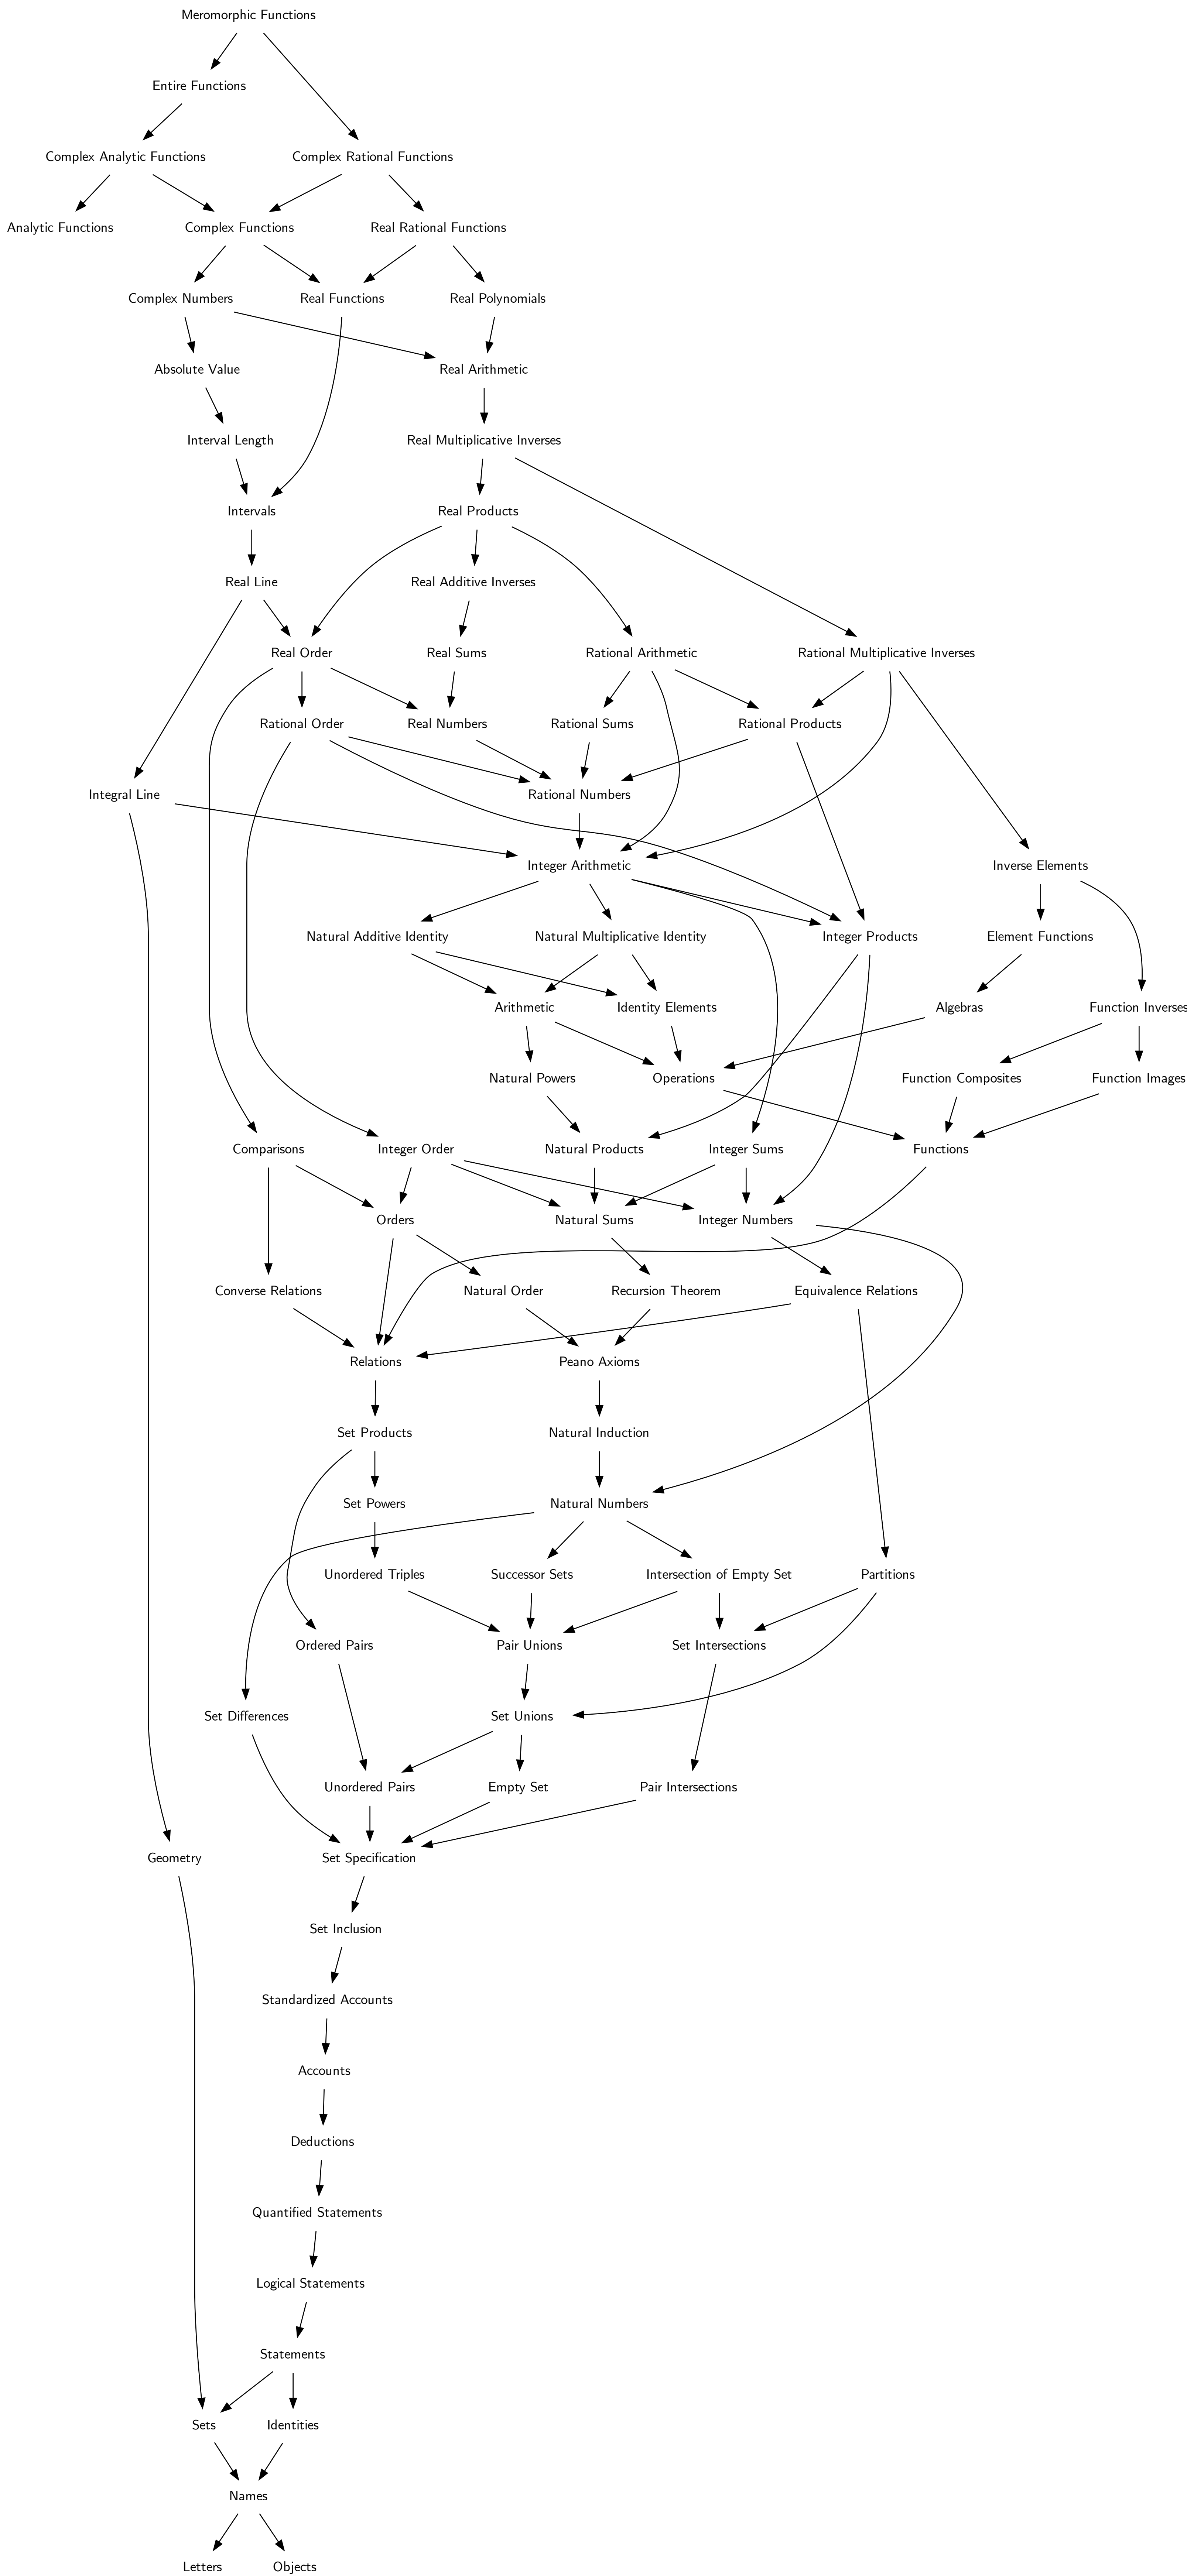 Meromorphic Functions
Entire Functions
Complex Analytic Functions
Complex Rational Functions
Analytic Functions
Complex Functions
Real Rational Functions
Complex Numbers
Real Functions
Real Polynomials
Absolute Value
Real Arithmetic
Interval Length
Real Multiplicative Inverses
Intervals
Real Products
Real Line
Real Additive Inverses
Real Order
Real Sums
Rational Arithmetic
Rational Multiplicative Inverses
Rational Order
Real Numbers
Rational Sums
Rational Products
Integral Line
Rational Numbers
Integer Arithmetic
Inverse Elements
Natural Additive Identity
Natural Multiplicative Identity
Integer Products
Element Functions
Arithmetic
Identity Elements
Algebras
Function Inverses
Natural Powers
Operations
Function Composites
Function Images
Comparisons
Integer Order
Natural Products
Integer Sums
Functions
Orders
Natural Sums
Integer Numbers
Converse Relations
Natural Order
Recursion Theorem
Equivalence Relations
Relations
Peano Axioms
Set Products
Natural Induction
Set Powers
Natural Numbers
Unordered Triples
Successor Sets
Intersection of Empty Set
Partitions
Ordered Pairs
Pair Unions
Set Intersections
Set Differences
Set Unions
Unordered Pairs
Empty Set
Pair Intersections
Geometry
Set Specification
Set Inclusion
Standardized Accounts
Accounts
Deductions
Quantified Statements
Logical Statements
Statements
Sets
Identities
Names
Letters
Objects